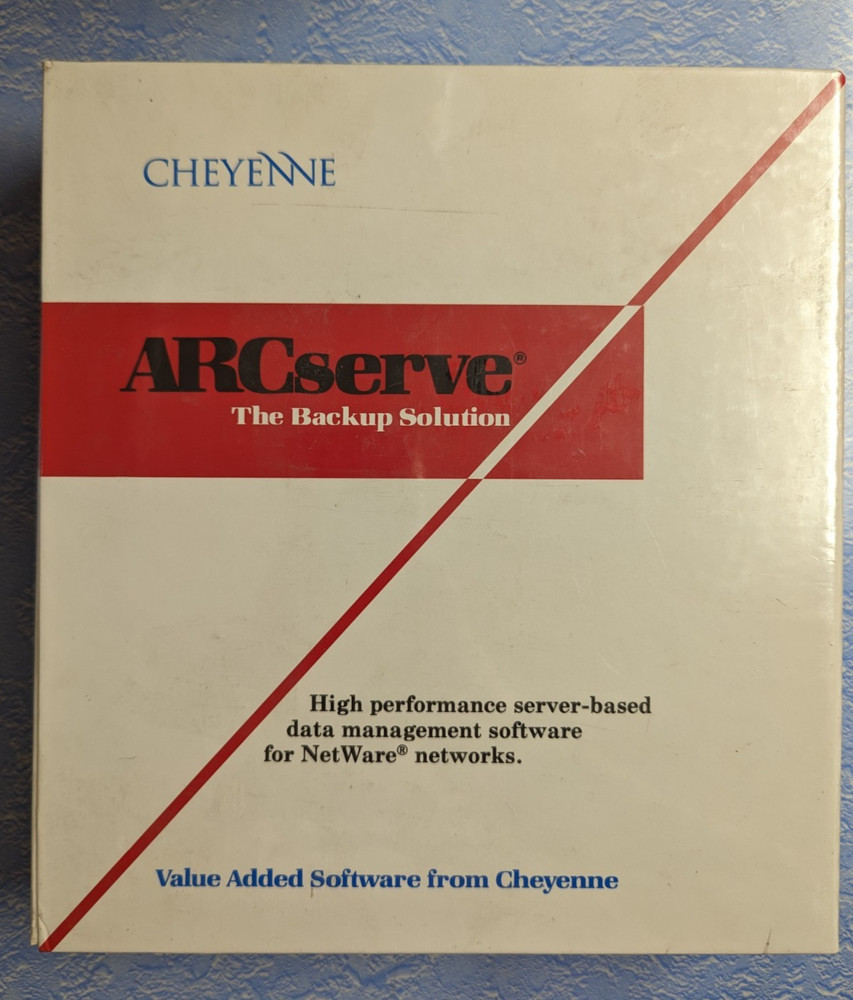 CHEYENNE
ARCserve®
The Backup Solution
High performance server-based
data management software
for NetWare® networks.
Value Added Software from Cheyenne